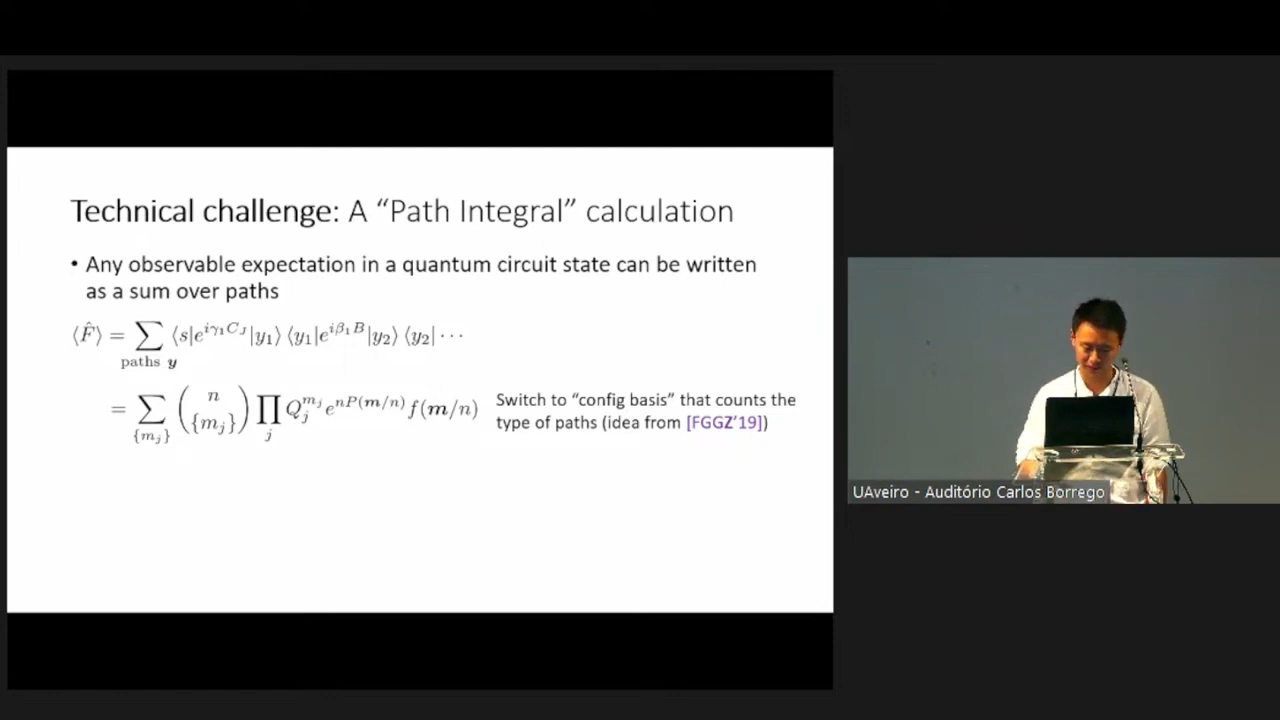 Technical challenge: A “Path Integral” calculation
• Any observable expectation in a quantum circuit state can be written
as a sum over paths
⟨F̂⟩ = ∑_{paths y} ⟨s|e^{iγ₁C_J}|y₁⟩ ⟨y₁|e^{iβ₁B}|y₂⟩ ⟨y₂| ⋯
= ∑_{{m_j}} \binom{n}{{m_j}} ∏_j Q_j^{m_j} e^{nP(m/n)} f(m/n)
Switch to “config basis” that counts the
type of paths (idea from [FGGZ’19])
UAveiro - Auditório Carlos Borrego